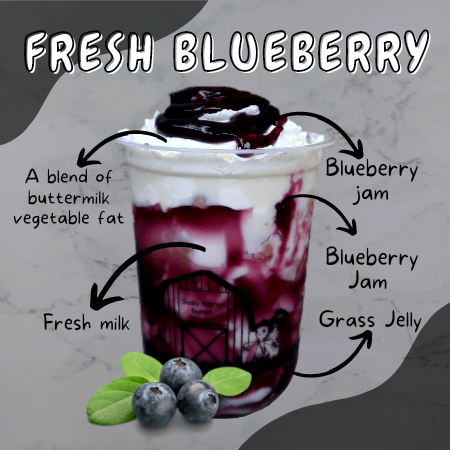 FRESH BLUEBERRY
A blend of
buttermilk
vegetable fat
Blueberry
jam
Blueberry
Jam
Fresh milk
Grass Jelly